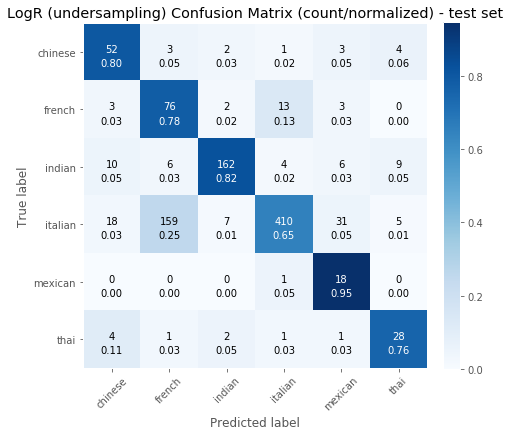 LogR (undersampling) Confusion Matrix (count/normalized) - test set
True label
chinese
52 3 2 1 3 4
0.80 0.05 0.03 0.02 0.05 0.06
french
3 76 2 13 3 0
0.03 0.78 0.02 0.13 0.03 0.00
indian
10 6 162 4 6 9
0.05 0.03 0.82 0.02 0.03 0.05
italian
18 159 7 410 31 5
0.03 0.25 0.01 0.65 0.05 0.01
mexican
0 0 0 1 18 0
0.00 0.00 0.00 0.05 0.95 0.00
thai
4 1 2 1 1 28
0.11 0.03 0.05 0.03 0.03 0.76
chinese french indian italian mexican thai
Predicted label
0.8
0.6
0.4
0.2
0.0